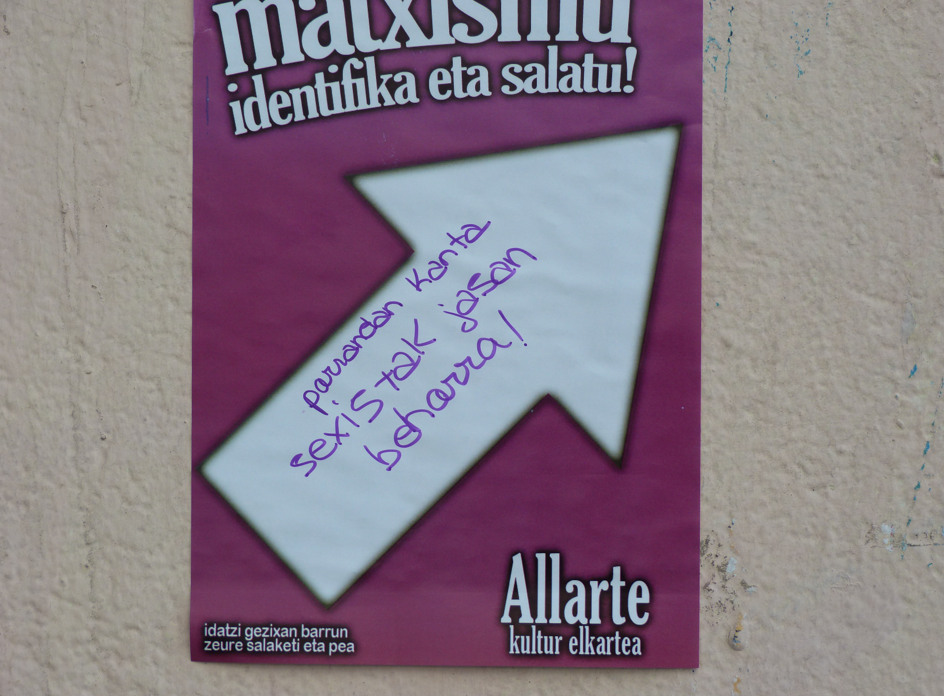 matxismu
identifika eta salatu!
parrandan kanta
sexistak jasan
beharra!
Allarte
kultur elkartea
idatzi gezixan barrun
zeure salaketi eta pea